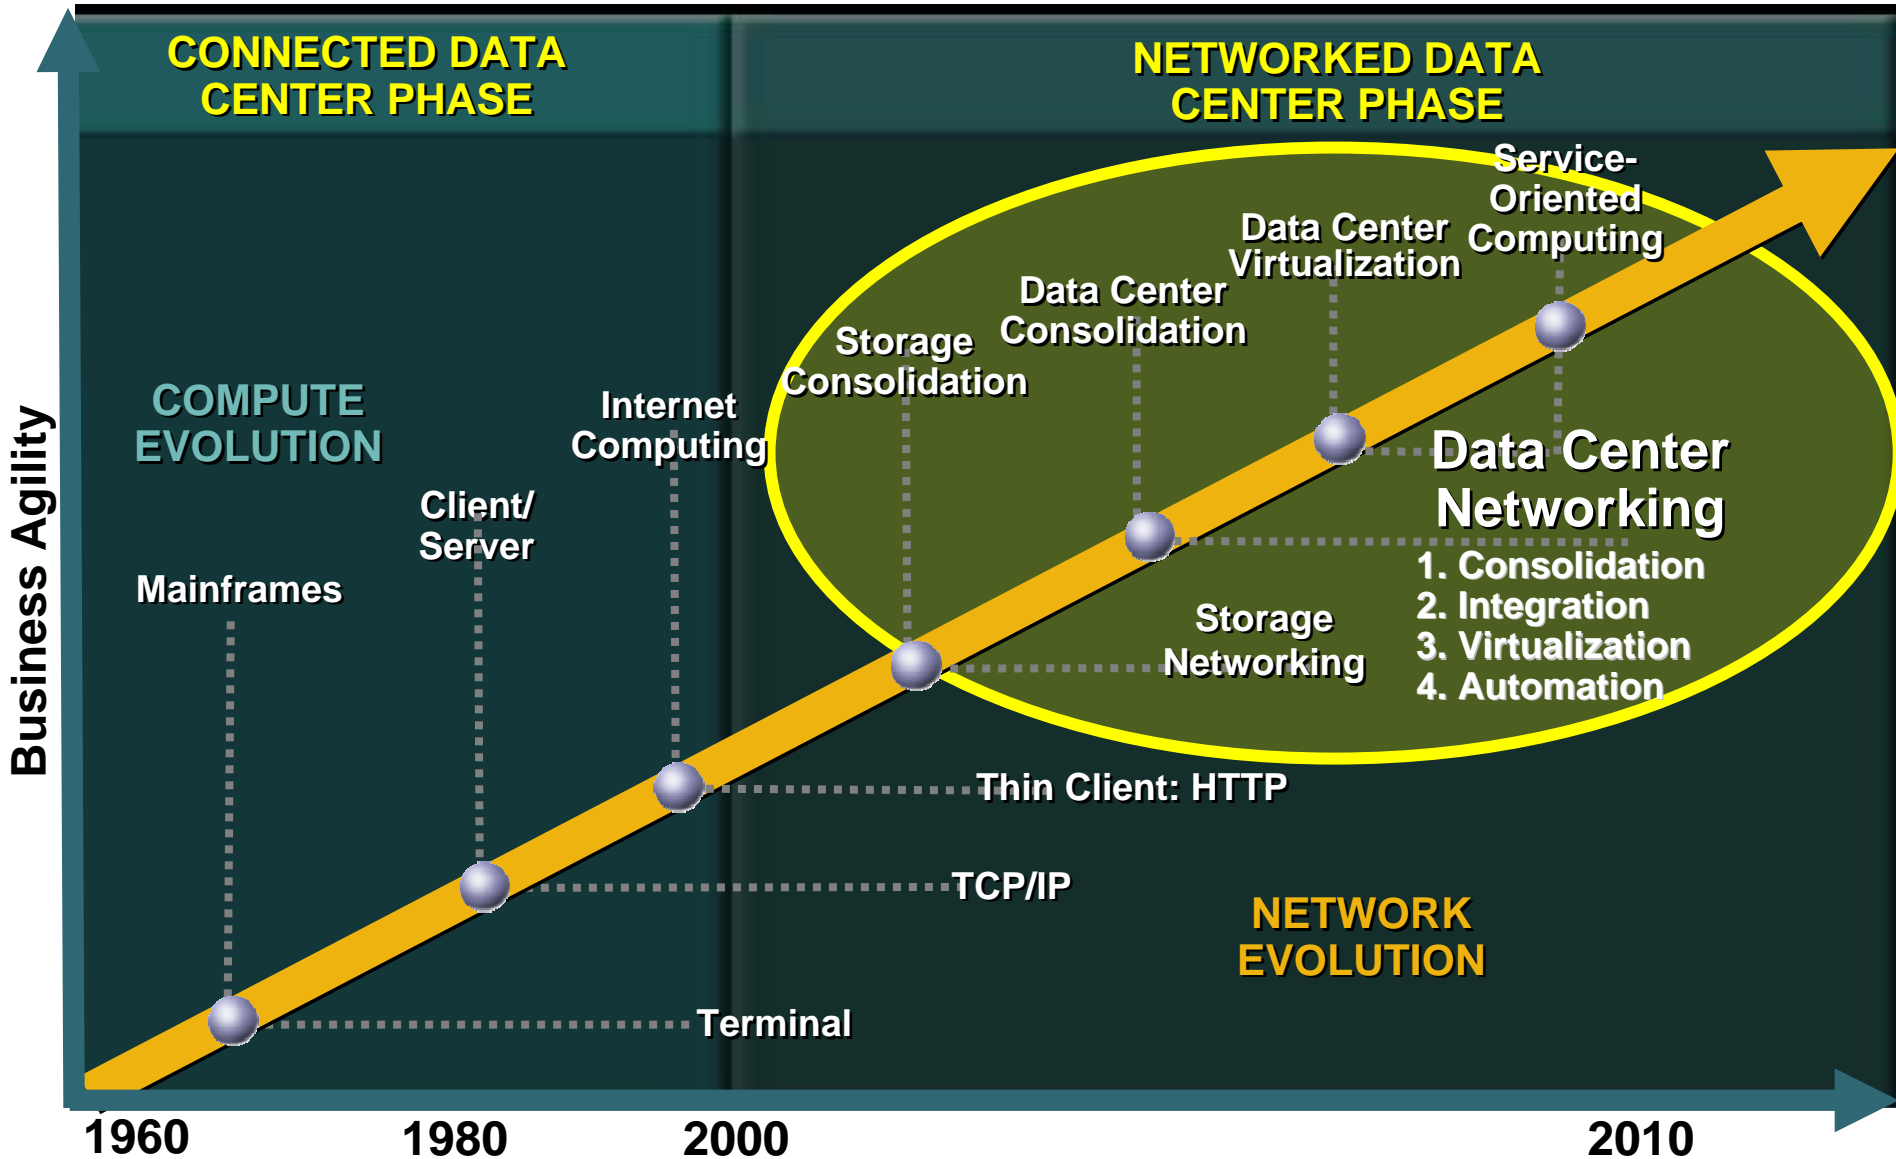 CONNECTED DATA
CENTER PHASE
NETWORKED DATA
CENTER PHASE
Service-
Oriented
Computing
Data Center
Virtualization
Data Center
Consolidation
Storage
Consolidation
Internet
Computing
COMPUTE
EVOLUTION
Client/
Server
Mainframes
Business Agility
Data Center
Networking
1. Consolidation
2. Integration
3. Virtualization
4. Automation
Storage
Networking
Thin Client: HTTP
TCP/IP
NETWORK
EVOLUTION
Terminal
1960
1980
2000
2010